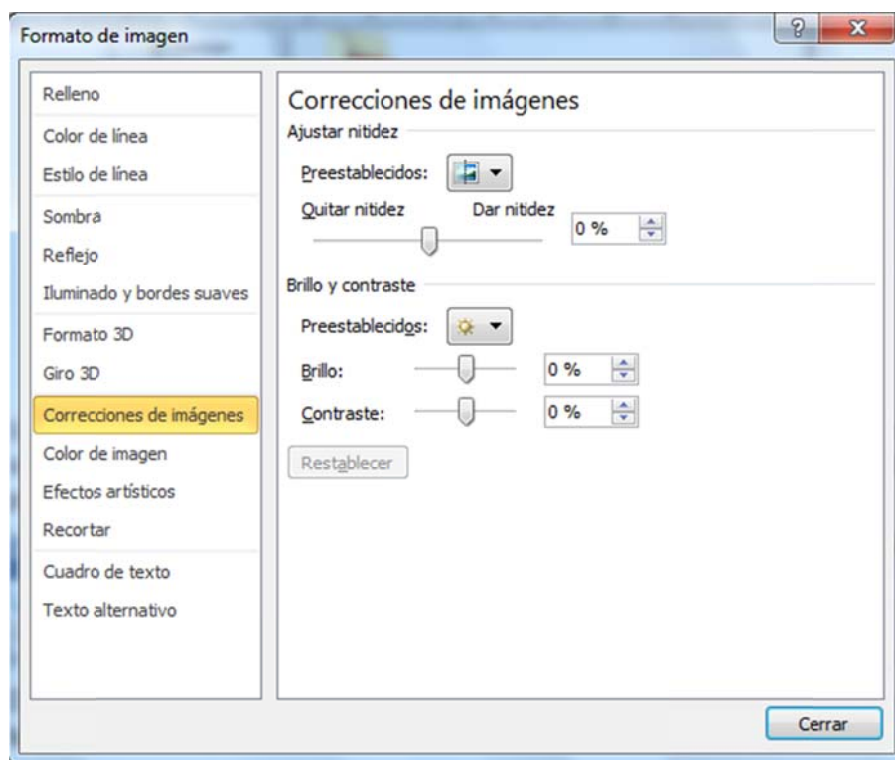 Formato de imagen
Relleno
Color de línea
Estilo de línea
Sombra
Reflejo
Iluminado y bordes suaves
Formato 3D
Giro 3D
Correcciones de imágenes
Color de imagen
Efectos artísticos
Recortar
Cuadro de texto
Texto alternativo
Correcciones de imágenes
Ajustar nitidez
Preestablecidos:
Quitar nitidez Dar nitidez
0 %
Brillo y contraste
Preestablecidos:
Brillo: 0 %
Contraste: 0 %
Restablecer
Cerrar